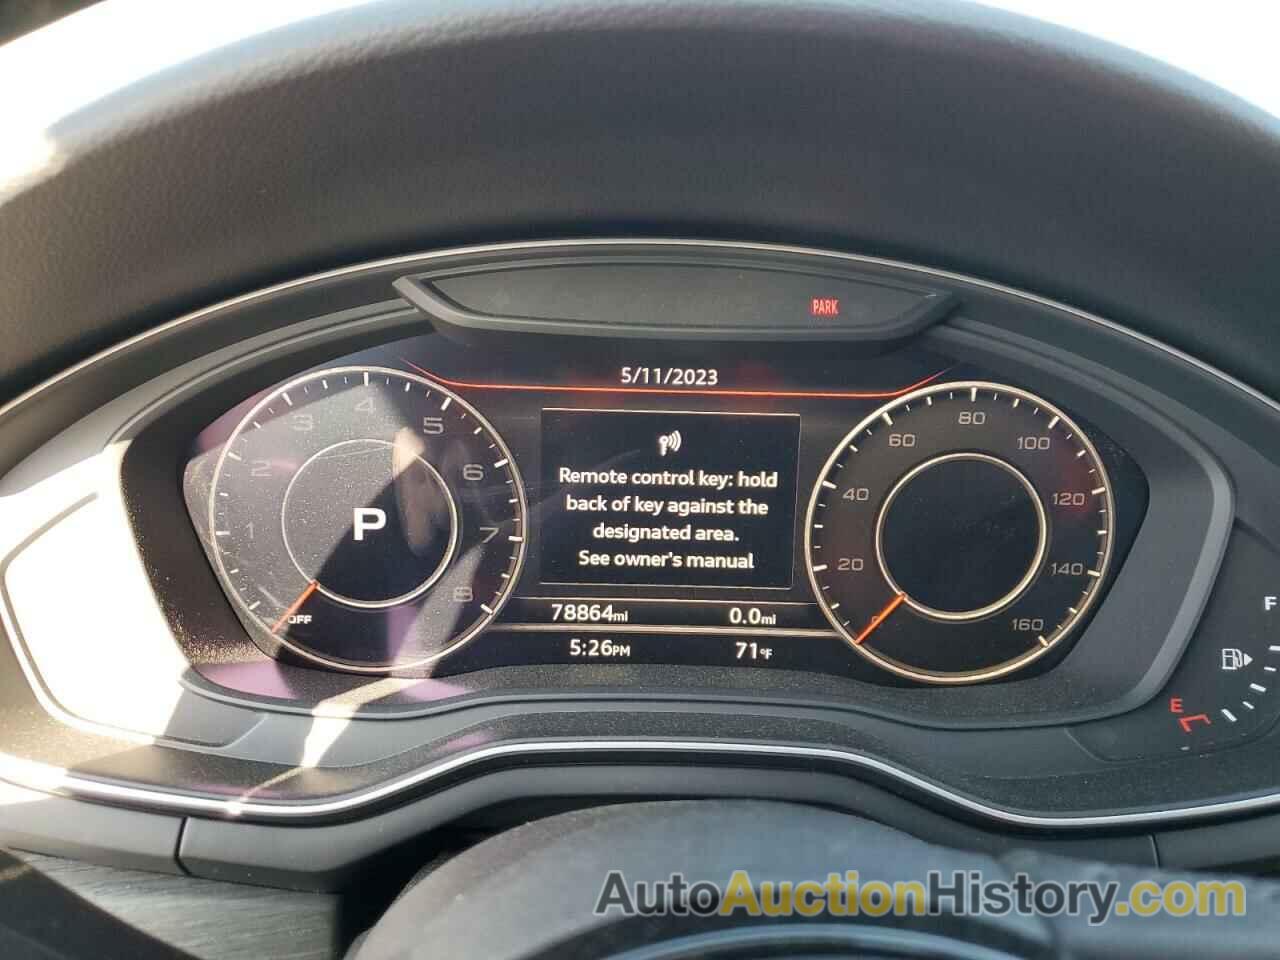 PARK
5/11/2023
Remote control key: hold
back of key against the
designated area.
See owner's manual
78864mi 0.0mi
5:26PM 71°F
OFF 1 2 3 4 5 6 7 8
P
0 20 40 60 80 100 120 140 160
F
E
AutoAuctionHistory.com